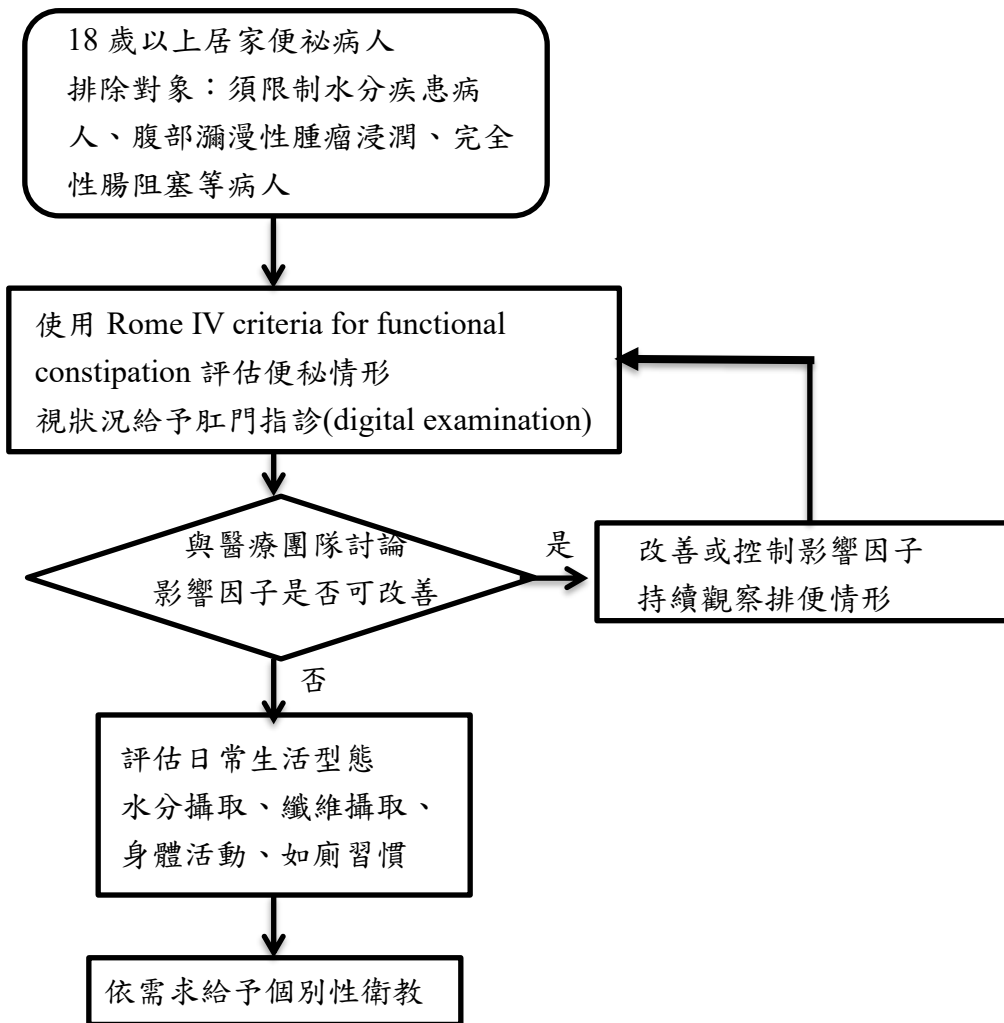 18 歲以上居家便祕病人
排除對象：須限制水分疾患病
人、腹部瀰漫性腫瘤浸潤、完全
性腸阻塞等病人
使用 Rome IV criteria for functional
constipation 評估便秘情形
視狀況給予肛門指診(digital examination)
與醫療團隊討論
影響因子是否可改善
是
改善或控制影響因子
持續觀察排便情形
否
評估日常生活型態
水分攝取、纖維攝取、
身體活動、如廁習慣
依需求給予個別性衛教